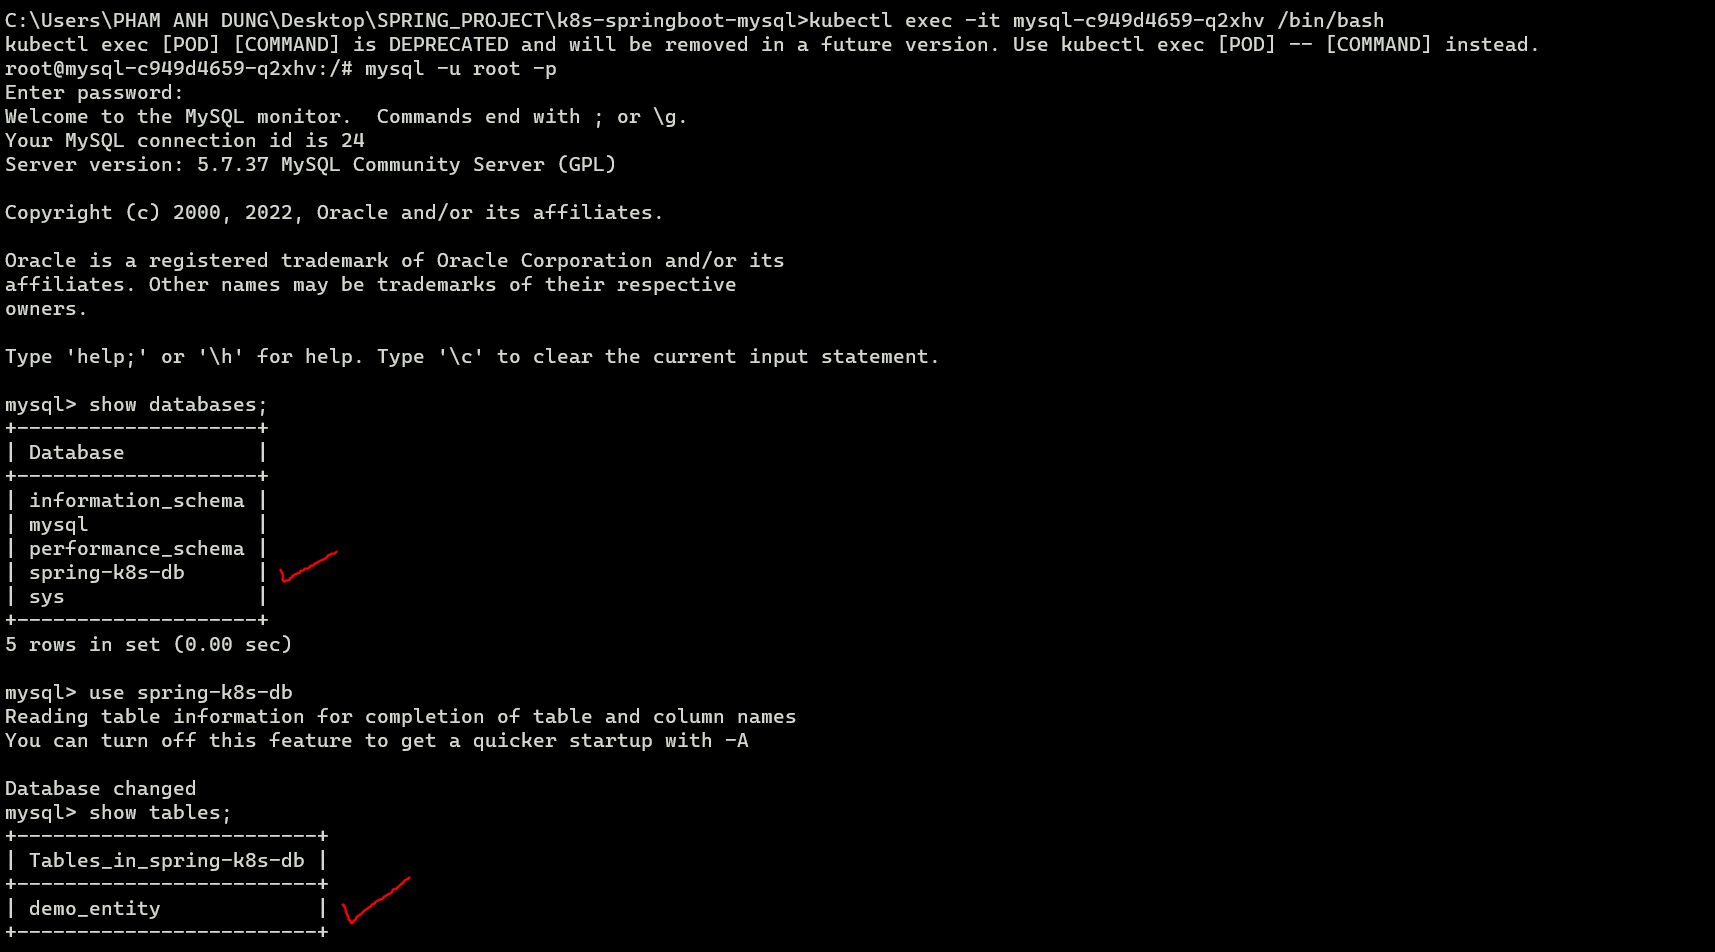 C:\Users\PHAM ANH DUNG\Desktop\SPRING_PROJECT\k8s-springboot-mysql>kubectl exec -it mysql-c949d4659-q2xhv /bin/bash
kubectl exec [POD] [COMMAND] is DEPRECATED and will be removed in a future version. Use kubectl exec [POD] -- [COMMAND] instead.
root@mysql-c949d4659-q2xhv:/# mysql -u root -p
Enter password:
Welcome to the MySQL monitor.  Commands end with ; or \g.
Your MySQL connection id is 24
Server version: 5.7.37 MySQL Community Server (GPL)

Copyright (c) 2000, 2022, Oracle and/or its affiliates.

Oracle is a registered trademark of Oracle Corporation and/or its
affiliates. Other names may be trademarks of their respective
owners.

Type 'help;' or '\h' for help. Type '\c' to clear the current input statement.

mysql> show databases;
+--------------------+
| Database           |
+--------------------+
| information_schema |
| mysql              |
| performance_schema |
| spring-k8s-db      |
| sys                |
+--------------------+
5 rows in set (0.00 sec)

mysql> use spring-k8s-db
Reading table information for completion of table and column names
You can turn off this feature to get a quicker startup with -A

Database changed
mysql> show tables;
+-------------------------+
| Tables_in_spring-k8s-db |
+-------------------------+
| demo_entity             |
+-------------------------+